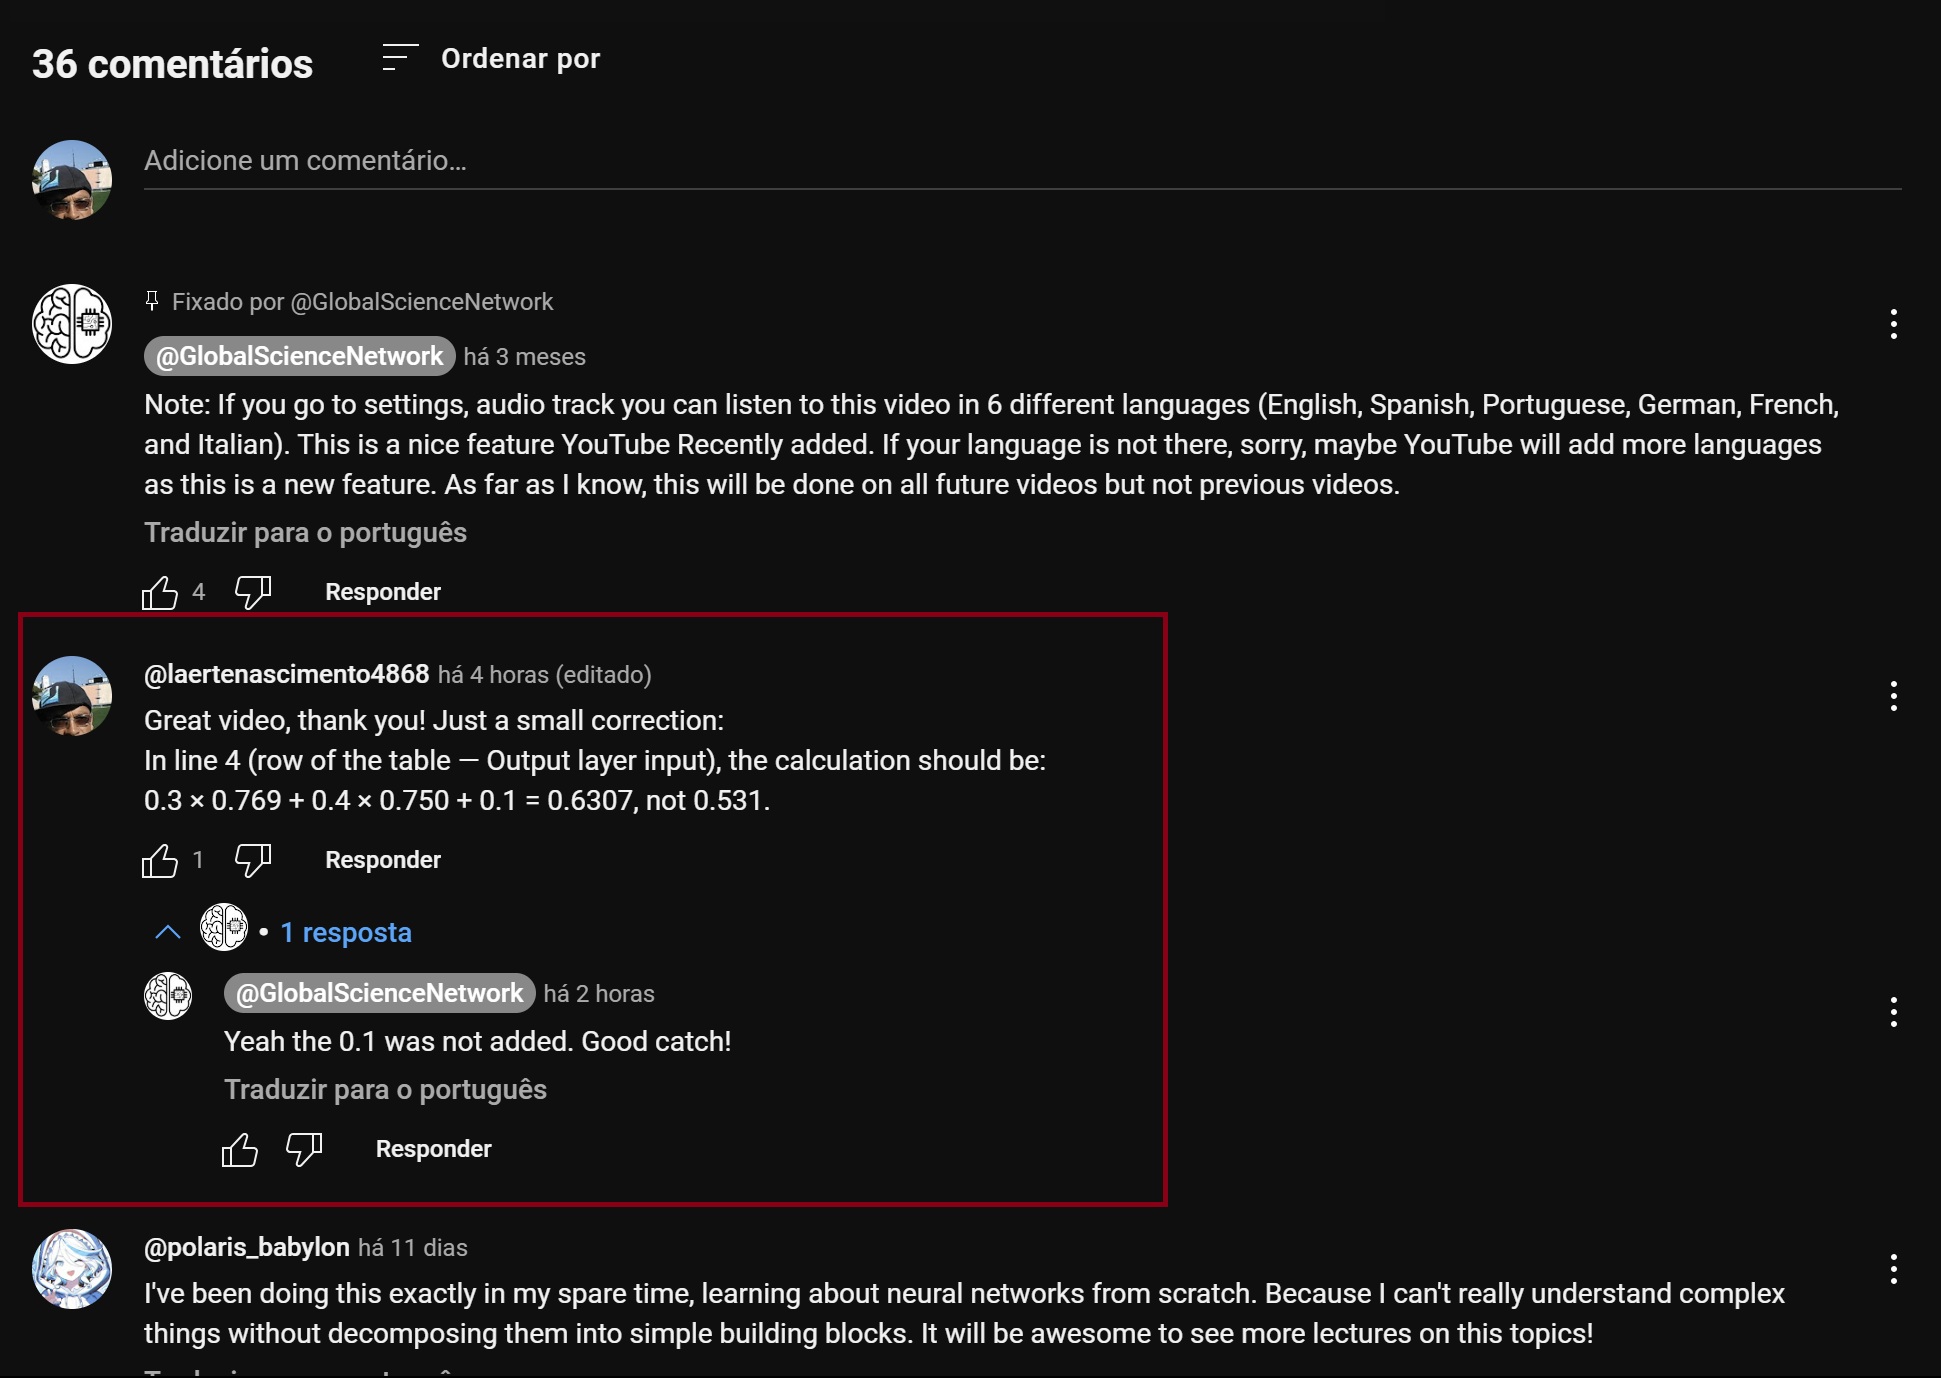 36 comentários
Ordenar por
Adicione um comentário...
Fixado por @GlobalScienceNetwork
@GlobalScienceNetwork há 3 meses
Note: If you go to settings, audio track you can listen to this video in 6 different languages (English, Spanish, Portuguese, German, French,
and Italian). This is a nice feature YouTube Recently added. If your language is not there, sorry, maybe YouTube will add more languages
as this is a new feature. As far as I know, this will be done on all future videos but not previous videos.
Traduzir para o português
4 Responder
@laertenascimento4868 há 4 horas (editado)
Great video, thank you! Just a small correction:
In line 4 (row of the table — Output layer input), the calculation should be:
0.3 × 0.769 + 0.4 × 0.750 + 0.1 = 0.6307, not 0.531.
1 Responder
• 1 resposta
@GlobalScienceNetwork há 2 horas
Yeah the 0.1 was not added. Good catch!
Traduzir para o português
Responder
@polaris_babylon há 11 dias
I've been doing this exactly in my spare time, learning about neural networks from scratch. Because I can't really understand complex
things without decomposing them into simple building blocks. It will be awesome to see more lectures on this topics!